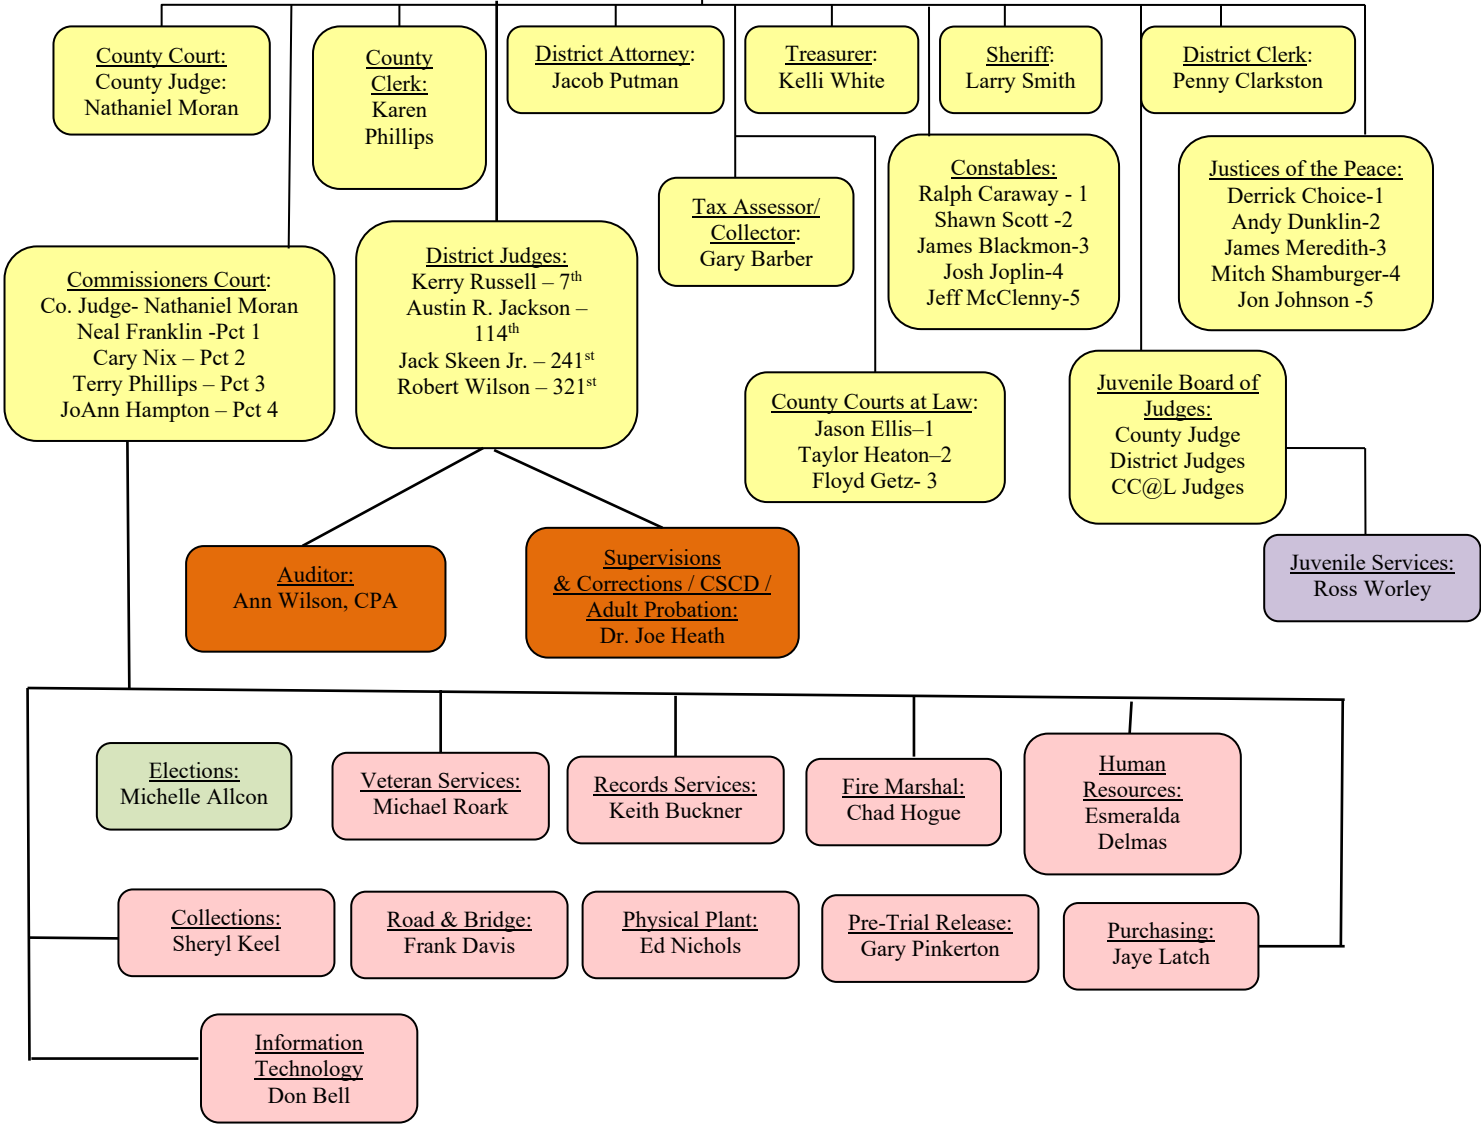 County Court:
County Judge:
Nathaniel Moran
County
Clerk:
Karen
Phillips
District Attorney:
Jacob Putman
Treasurer:
Kelli White
Sheriff:
Larry Smith
District Clerk:
Penny Clarkston
Commissioners Court:
Co. Judge- Nathaniel Moran
Neal Franklin -Pct 1
Cary Nix – Pct 2
Terry Phillips – Pct 3
JoAnn Hampton – Pct 4
District Judges:
Kerry Russell – 7th
Austin R. Jackson –
114th
Jack Skeen Jr. – 241st
Robert Wilson – 321st
Tax Assessor/
Collector:
Gary Barber
Constables:
Ralph Caraway - 1
Shawn Scott -2
James Blackmon-3
Josh Joplin-4
Jeff McClenny-5
Justices of the Peace:
Derrick Choice-1
Andy Dunklin-2
James Meredith-3
Mitch Shamburger-4
Jon Johnson -5
County Courts at Law:
Jason Ellis–1
Taylor Heaton–2
Floyd Getz- 3
Juvenile Board of
Judges:
County Judge
District Judges
CC@L Judges
Auditor:
Ann Wilson, CPA
Supervisions
& Corrections / CSCD /
Adult Probation:
Dr. Joe Heath
Juvenile Services:
Ross Worley
Elections:
Michelle Allcon
Veteran Services:
Michael Roark
Records Services:
Keith Buckner
Fire Marshal:
Chad Hogue
Human
Resources:
Esmeralda
Delmas
Collections:
Sheryl Keel
Road & Bridge:
Frank Davis
Physical Plant:
Ed Nichols
Pre-Trial Release:
Gary Pinkerton
Purchasing:
Jaye Latch
Information
Technology
Don Bell